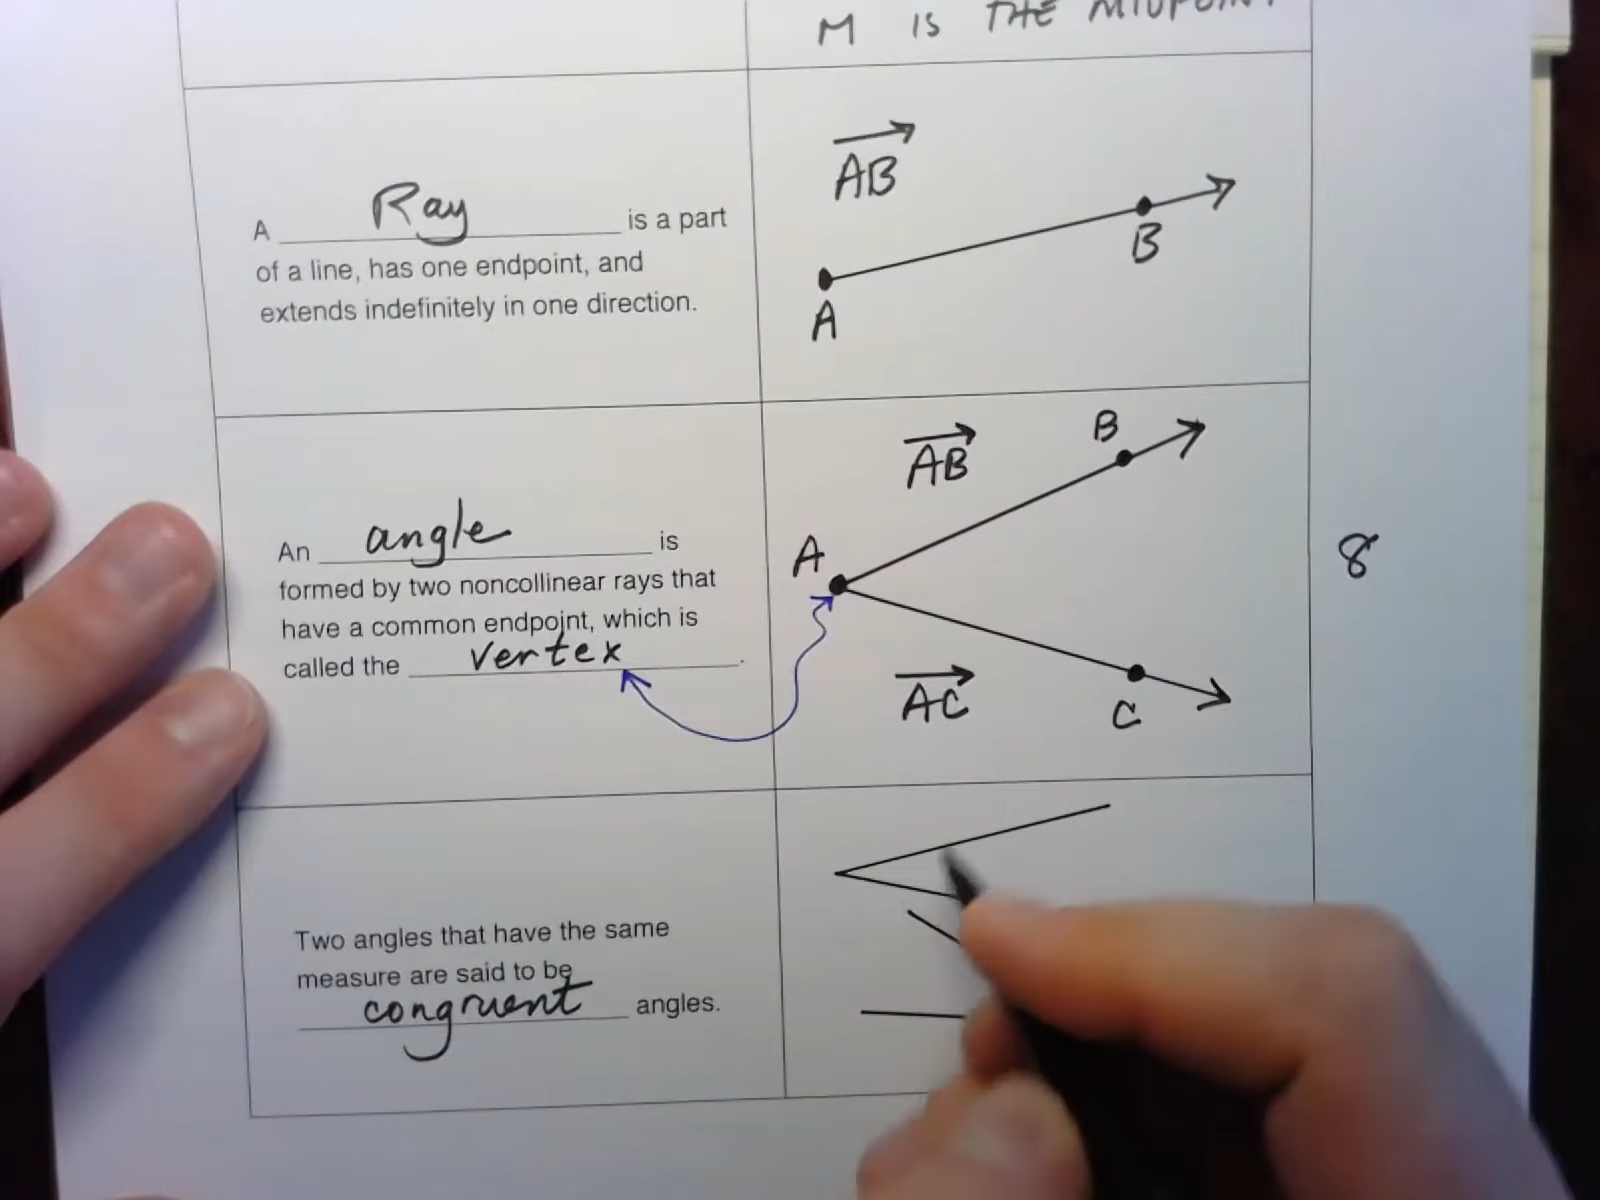 M IS THE MIDPOINT
A Ray is a part
of a line, has one endpoint, and
extends indefinitely in one direction.
AB
A
B
An angle is
formed by two noncollinear rays that
have a common endpoint, which is
called the vertex.
AB
B
A
AC
C
8
Two angles that have the same
measure are said to be
congruent angles.